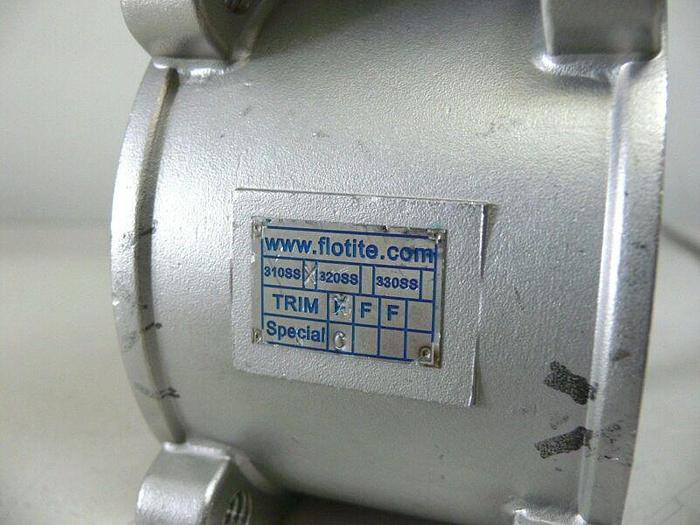 www.flotite.com
310SS X 320SS 330SS
TRIM F F
Special C